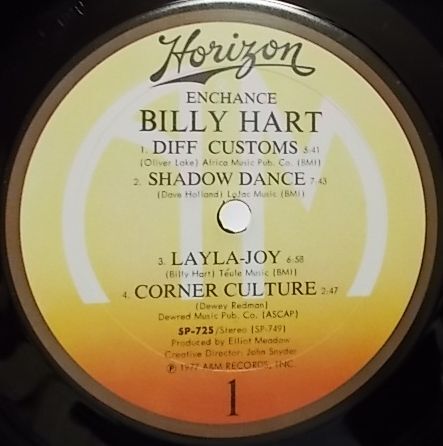 Horizon
ENCHANCE
BILLY HART
1. DIFF CUSTOMS 5:41
(Oliver Lake) Africa Music Pub. Co. (BMI)
2. SHADOW DANCE 7:43
(Dave Holland) LoJac Music (BMI)
3. LAYLA-JOY 6:58
(Billy Hart) Téule Music (BMI)
4. CORNER CULTURE 2:47
(Dewey Redman)
Dewred Music Pub. Co. (ASCAP)
SP-725/Stereo (SP-749)
Produced by Elliot Meadow
Creative Director: John Snyder
℗ 1977 A&M RECORDS, INC.
1